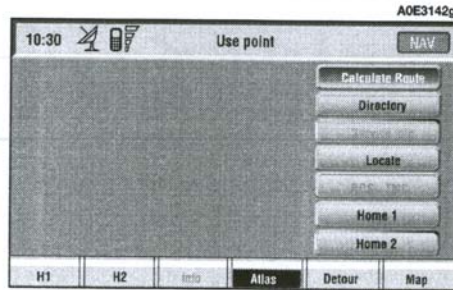 A0E3142g
10:30 Use point NAV
Calculate Route
Directory
Locate
Home 1
Home 2
H1 H2 Info Atlas Detour Map